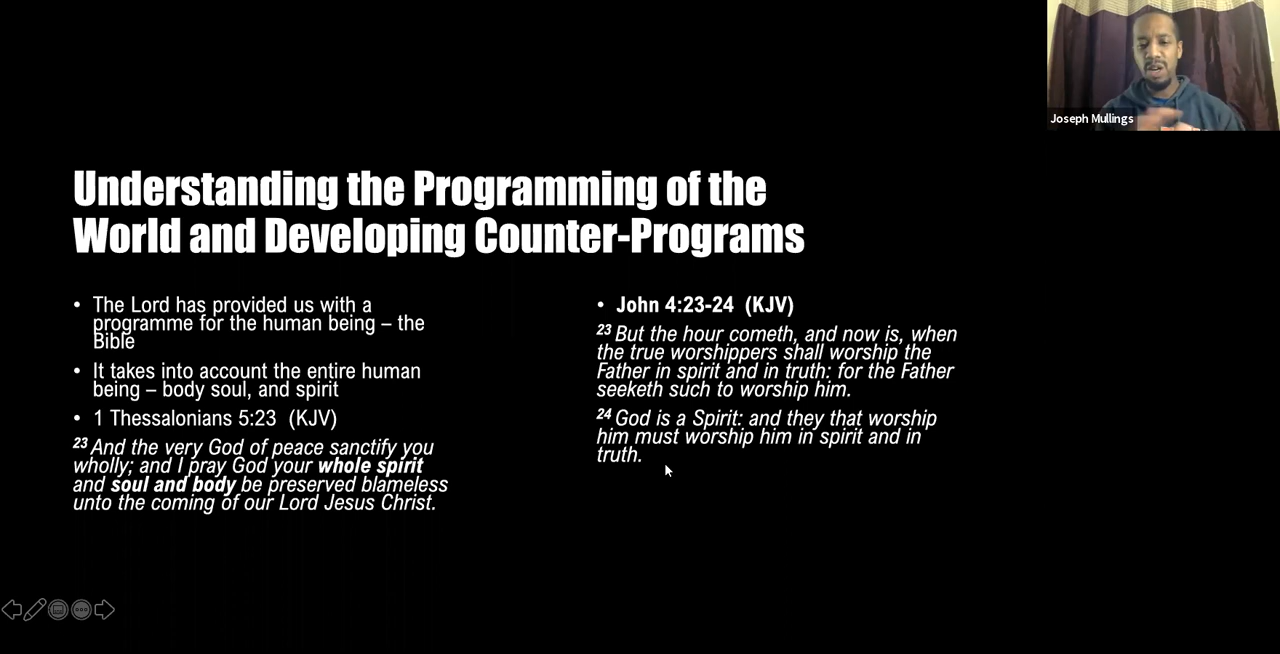 Joseph Mullings
Understanding the Programming of the
World and Developing Counter-Programs
• The Lord has provided us with a
programme for the human being – the
Bible
• It takes into account the entire human
being – body soul, and spirit
• 1 Thessalonians 5:23 (KJV)
23 And the very God of peace sanctify you
wholly; and I pray God your whole spirit
and soul and body be preserved blameless
unto the coming of our Lord Jesus Christ.
• John 4:23-24 (KJV)
23 But the hour cometh, and now is, when
the true worshippers shall worship the
Father in spirit and in truth: for the Father
seeketh such to worship him.
24 God is a Spirit: and they that worship
him must worship him in spirit and in
truth.